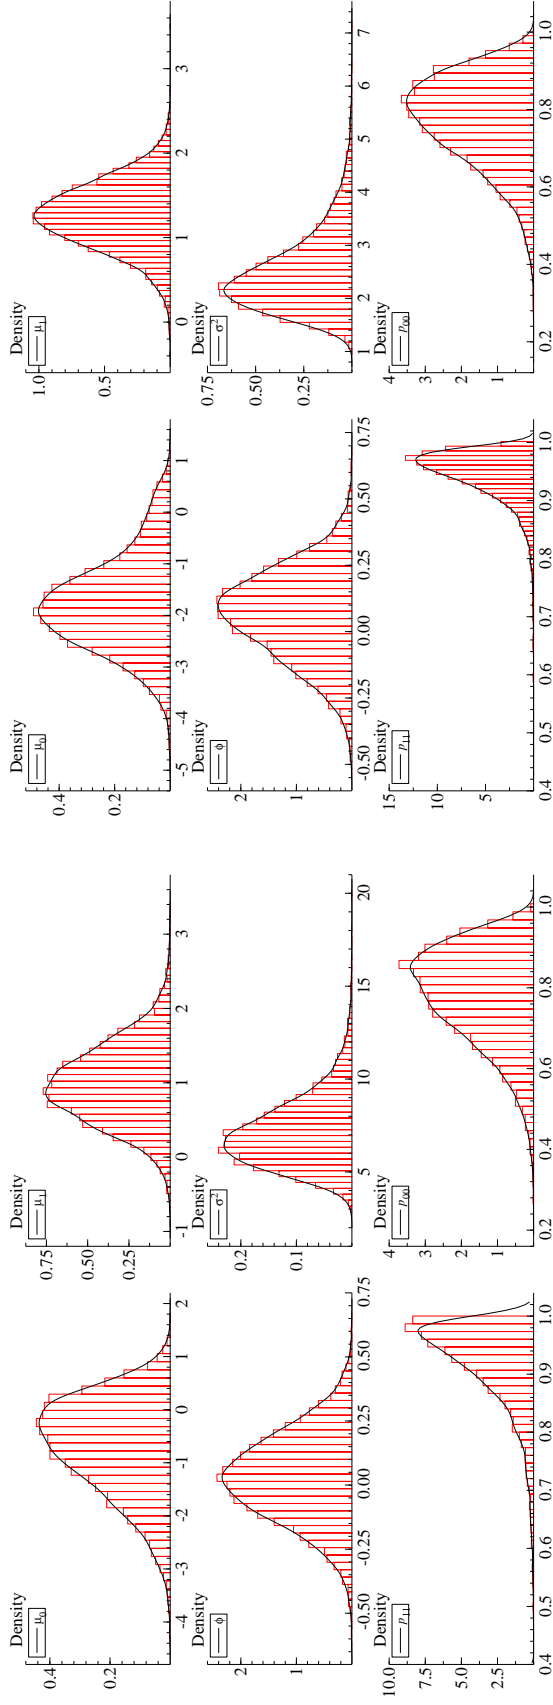 Density
μ0
0.4
0.2
-4 -3 -2 -1 0 1 2
Density
μ1
0.75
0.50
0.25
-1 0 1 2 3
Density
μ0
0.4
0.2
-5 -4 -3 -2 -1 0 1
Density
μ1
1.0
0.5
0 1 2 3
Density
ϕ
2
1
-0.50 -0.25 0.00 0.25 0.50 0.75
Density
σ²
0.2
0.1
5 10 15 20
Density
ϕ
2
1
-0.50 -0.25 0.00 0.25 0.50 0.75
Density
σ²
0.75
0.50
0.25
1 2 3 4 5 6 7
Density
p11
10.0
7.5
5.0
2.5
0.4 0.5 0.6 0.7 0.8 0.9 1.0
Density
p00
4
3
2
1
0.2 0.4 0.6 0.8 1.0
Density
p11
15
10
5
0.4 0.5 0.6 0.7 0.8 0.9 1.0
Density
p00
4
3
2
1
0.2 0.4 0.6 0.8 1.0